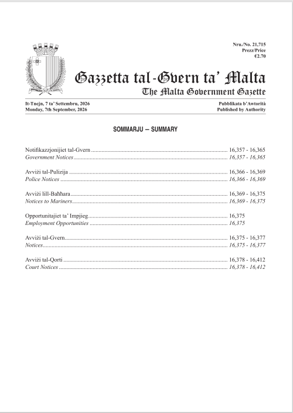 Nru./No. 21,715
Prezz/Price
€2.70
Gazzetta tal-Gvern ta' Malta
The Malta Government Gazette
It-Tnejn, 7 ta' Settembru, 2026
Pubbllikata b'Awtorità
Monday, 7th September, 2026
Published by Authority
SOMMARJU – SUMMARY
Notifikazzjonijiet tal-Gvern ... 16,357 - 16,365
Government Notices ... 16,357 - 16,365
Avviżi tal-Pulizija ... 16,366 - 16,369
Police Notices ... 16,366 - 16,369
Avviżi lill-Baħħara ... 16,369 - 16,375
Notices to Mariners ... 16,369 - 16,375
Opportunitajiet ta' Impjieg ... 16,375
Employment Opportunities ... 16,375
Avviżi tal-Gvern ... 16,375 - 16,377
Notices ... 16,375 - 16,377
Avviżi tal-Qorti ... 16,378 - 16,412
Court Notices ... 16,378 - 16,412